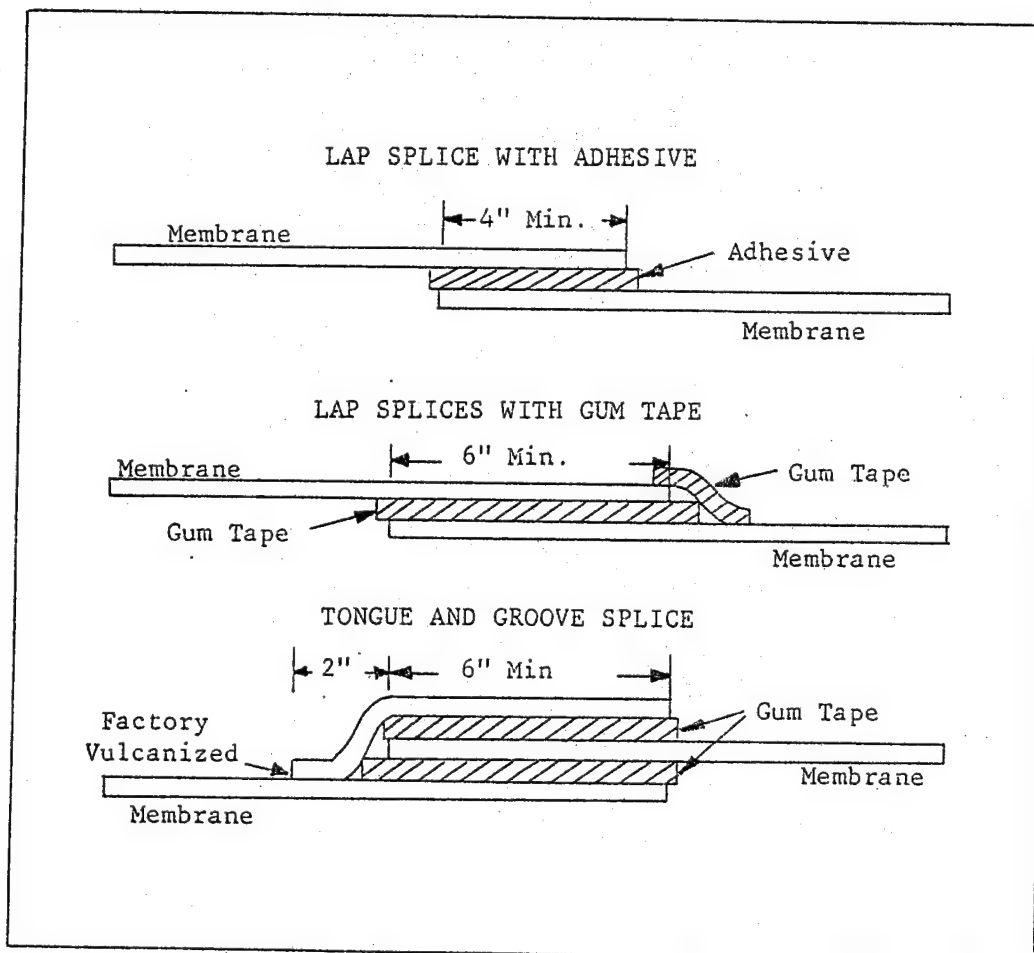 LAP SPLICE WITH ADHESIVE
4" Min.
Membrane
Adhesive
Membrane
LAP SPLICES WITH GUM TAPE
6" Min.
Membrane
Gum Tape
Gum Tape
Membrane
TONGUE AND GROOVE SPLICE
2"
6" Min
Gum Tape
Factory
Vulcanized
Membrane
Membrane